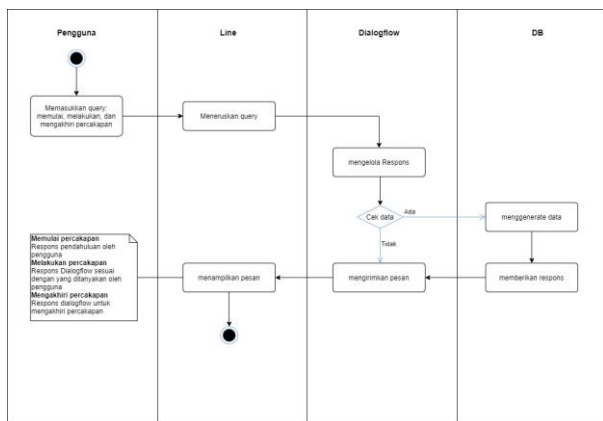 Pengguna
Line
Dialogflow
DB
Memasukkan query:
memulai, melakukan, dan
mengakhiri percakapan
Meneruskan query
mengelola Respons
Cek data
Ada
Tidak
menggenerate data
memberikan respons
mengirimkan pesan
menampilkan pesan
Memulai percakapan
Respons pendahuluan oleh
pengguna
Melakukan percakapan
Respons Dialogflow sesuai
dengan yang ditanyakan oleh
pengguna
Mengakhiri percakapan
Respons dialogflow untuk
mengakhiri percakapan